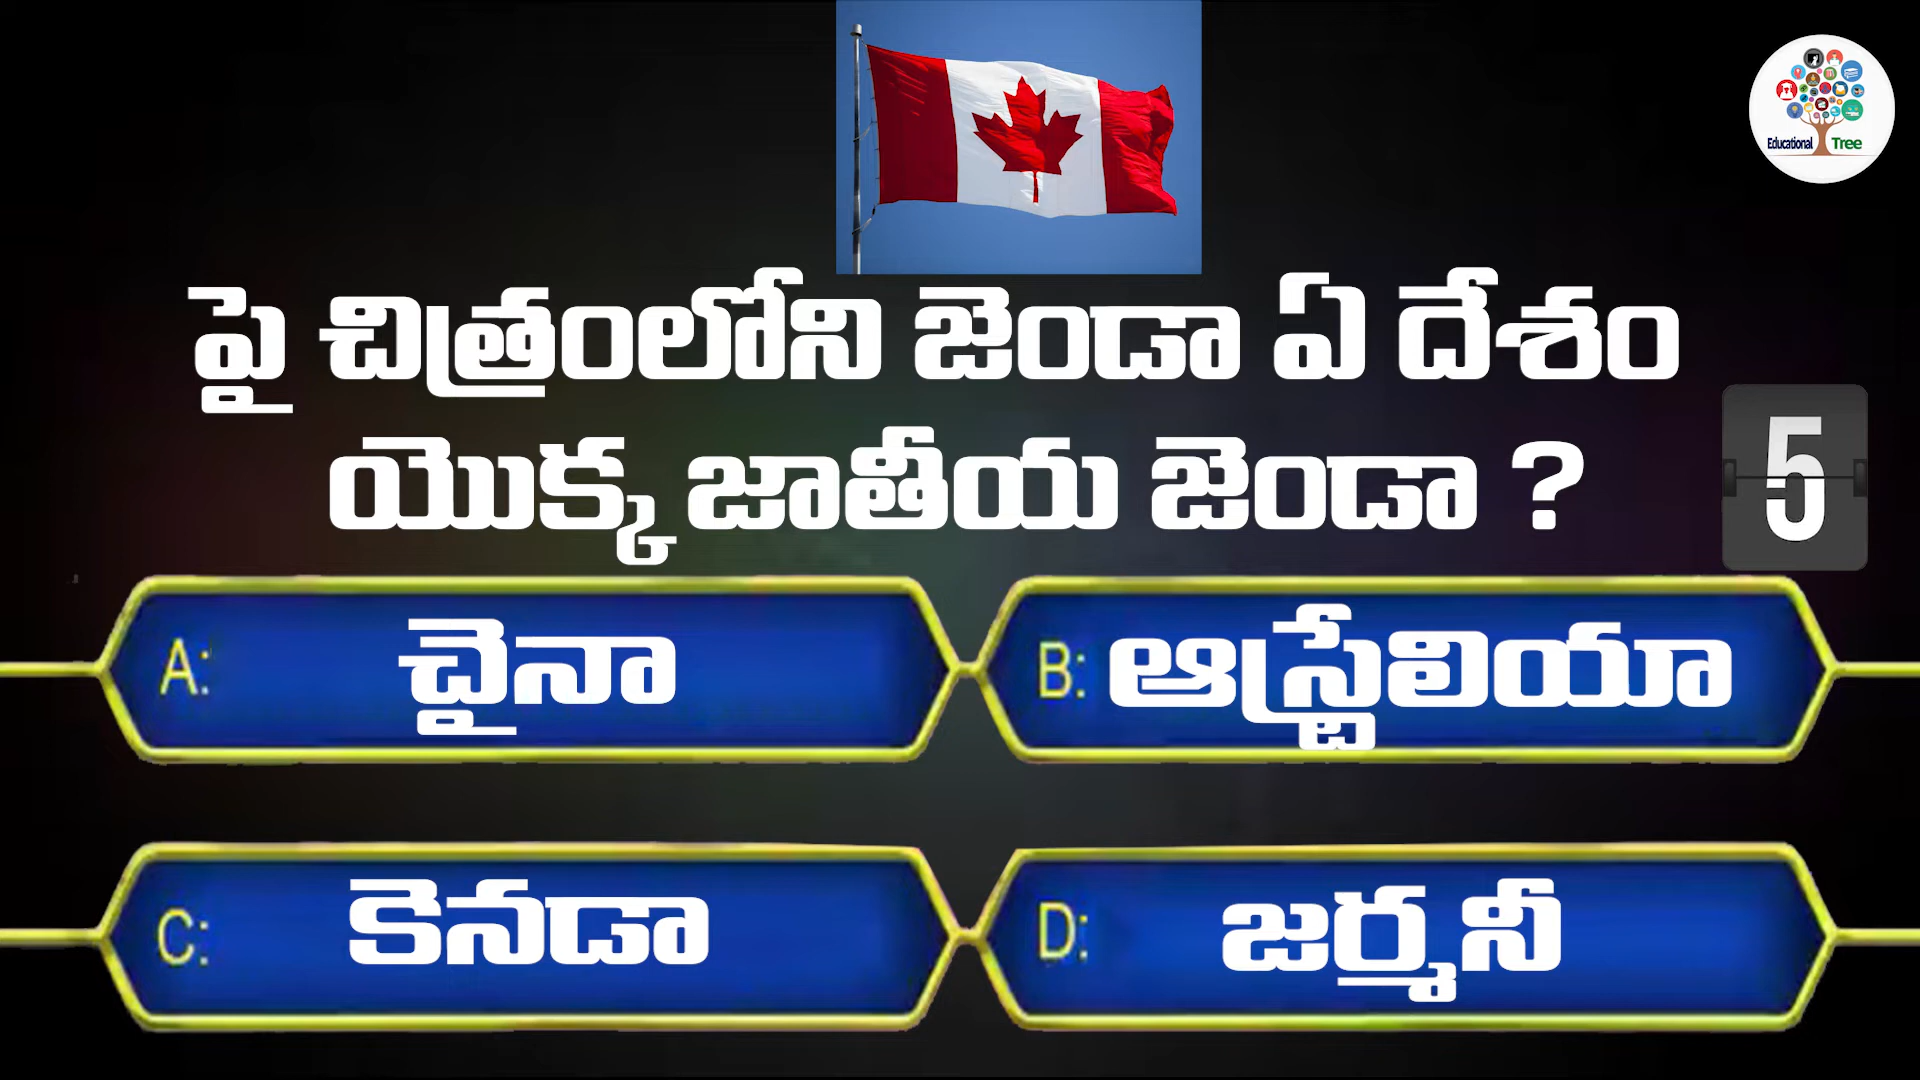 Educational Tree
పై చిత్రంలోని జెండా ఏ దేశం
యొక్క జాతీయ జెండా ?
5
A: చైనా
B: ఆస్ట్రేలియా
C: కెనడా
D: జర్మనీ